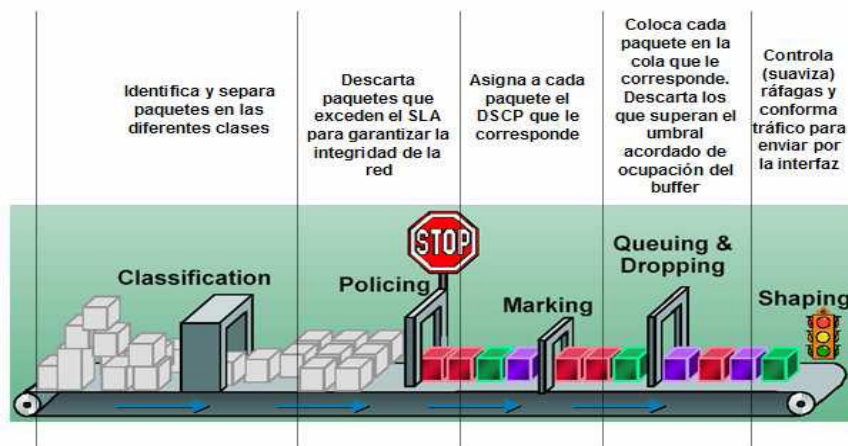 Identifica y separa
paquetes en las
diferentes clases
Descarta
paquetes que
exceden el SLA
para garantizar la
integridad de la
red
Asigna a cada
paquete el
DSCP que le
corresponde
Coloca cada
paquete en la
cola que le
corresponde.
Descarta los
que superan el
umbral
acordado de
ocupación del
buffer
Controla
(suaviza)
ráfagas y
conforma
tráfico para
enviar por
la interfaz
Classification
Policing
STOP
Marking
Queuing &
Dropping
Shaping